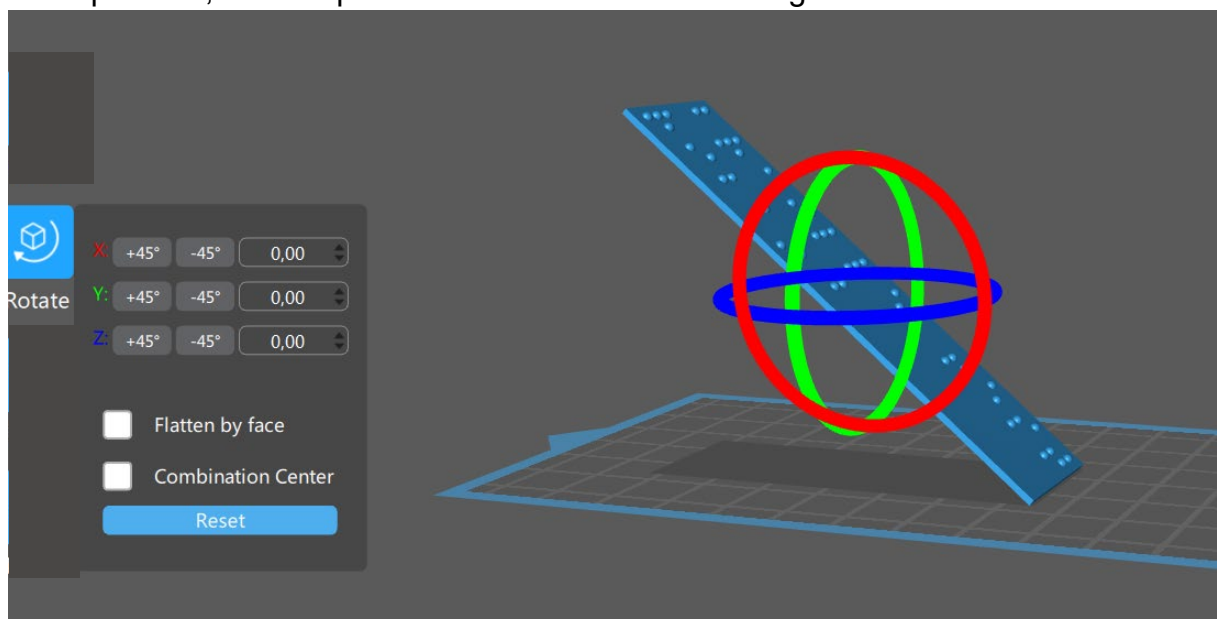 X: +45° -45° 0,00
Rotate
Y: +45° -45° 0,00
Z: +45° -45° 0,00
Flatten by face
Combination Center
Reset